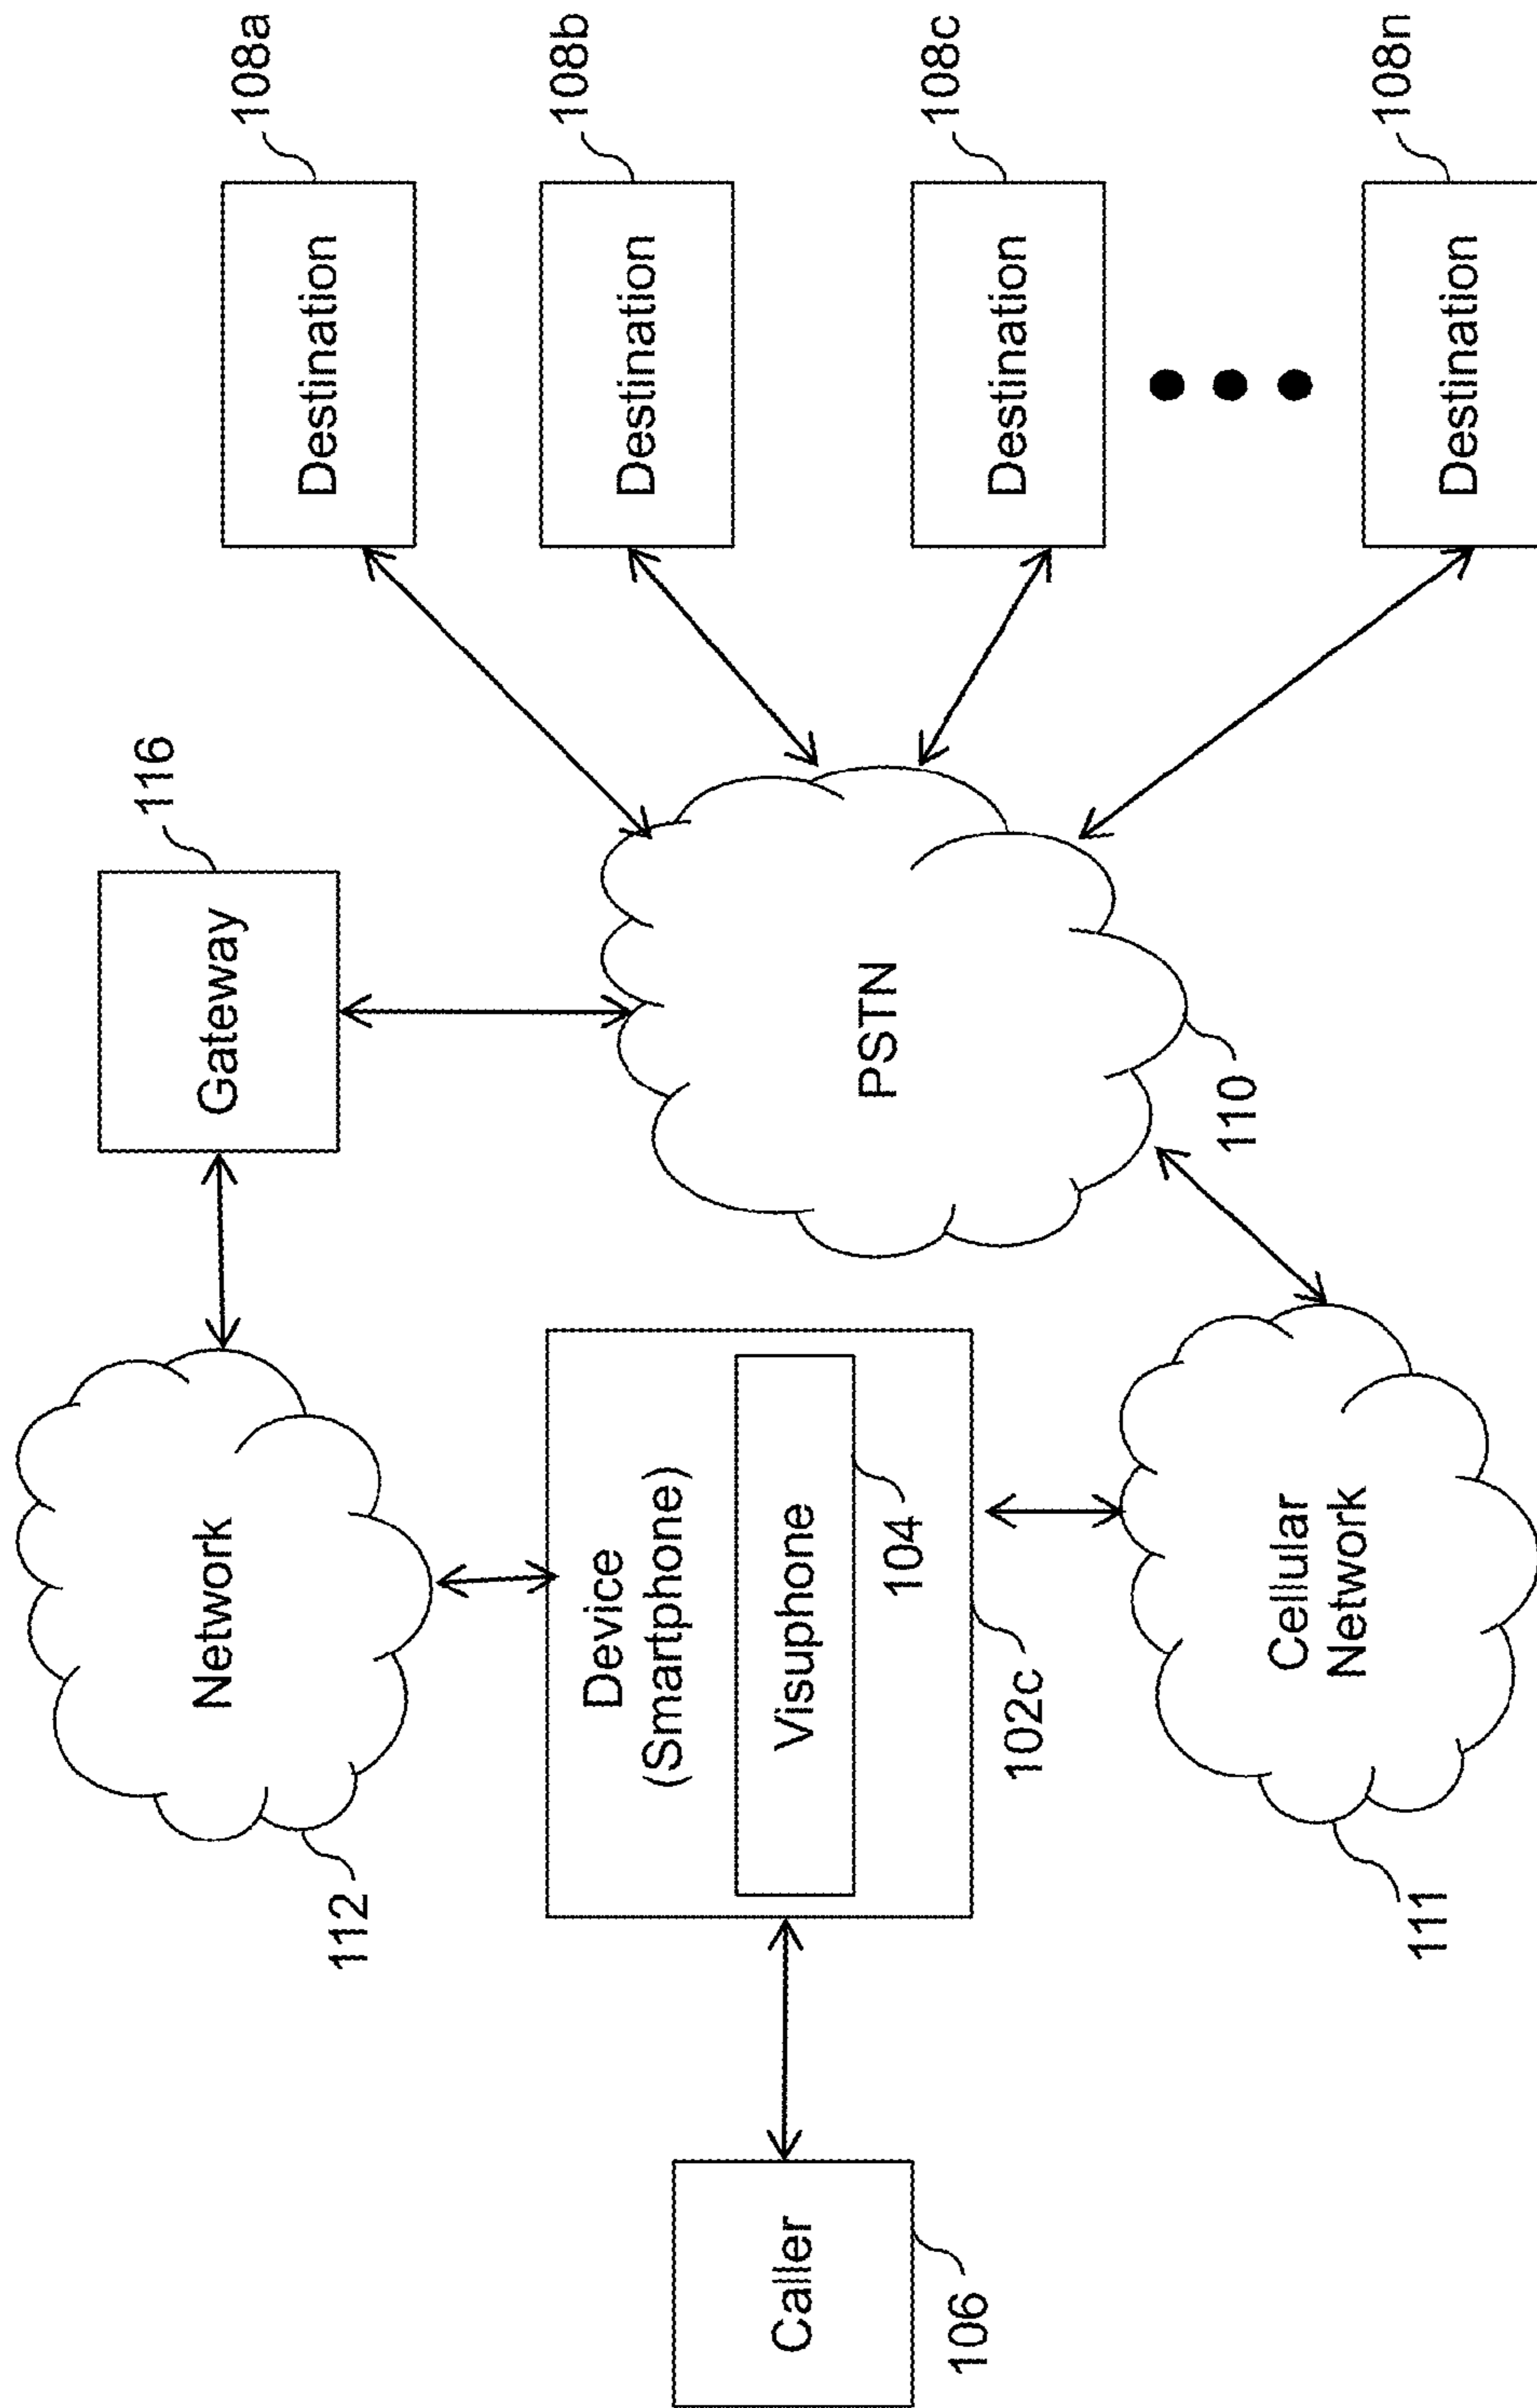 Network
112
Gateway
116
Destination
108a
Destination
108b
Destination
108c
Destination
108n
Caller
106
Device
(Smartphone)
Visuphone
104
102c
PSTN
110
Cellular
Network
111